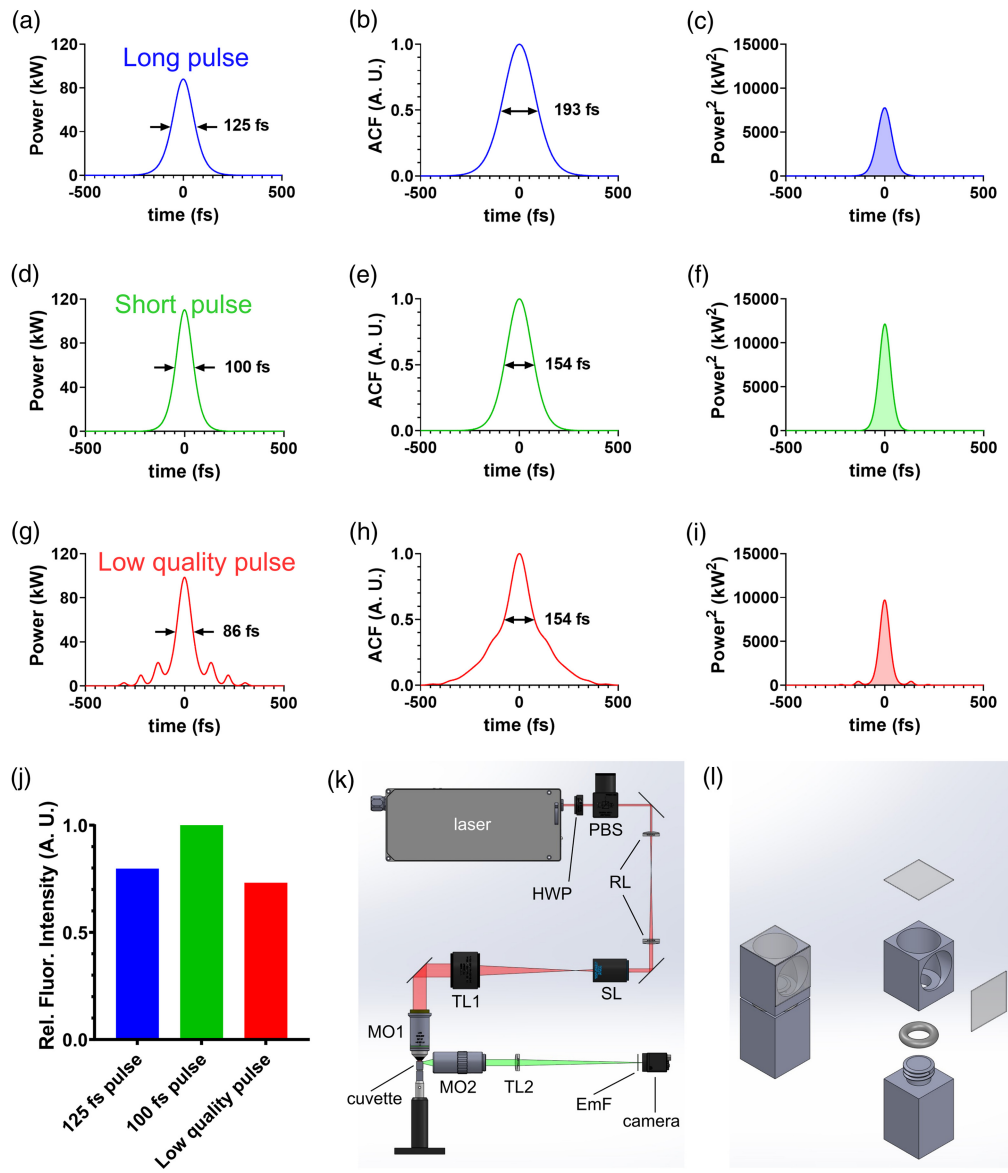 (a)
Power (kW)
120
80
40
0
Long pulse
125 fs
-500
0
500
time (fs)
(b)
ACF (A. U.)
1.0
0.5
0.0
193 fs
-500
0
500
time (fs)
(c)
Power² (kW²)
15000
10000
5000
0
-500
0
500
time (fs)
(d)
Power (kW)
120
80
40
0
Short pulse
100 fs
-500
0
500
time (fs)
(e)
ACF (A. U.)
1.0
0.5
0.0
154 fs
-500
0
500
time (fs)
(f)
Power² (kW²)
15000
10000
5000
0
-500
0
500
time (fs)
(g)
Power (kW)
120
80
40
0
Low quality pulse
86 fs
-500
0
500
time (fs)
(h)
ACF (A. U.)
1.0
0.5
0.0
154 fs
-500
0
500
time (fs)
(i)
Power² (kW²)
15000
10000
5000
0
-500
0
500
time (fs)
(j)
Rel. Fluor. Intensity (A. U.)
1.0
0.5
0.0
125 fs pulse
100 fs pulse
Low quality pulse
(k)
laser
HWP
PBS
RL
TL1
SL
MO1
cuvette
MO2
TL2
EmF
camera
(l)